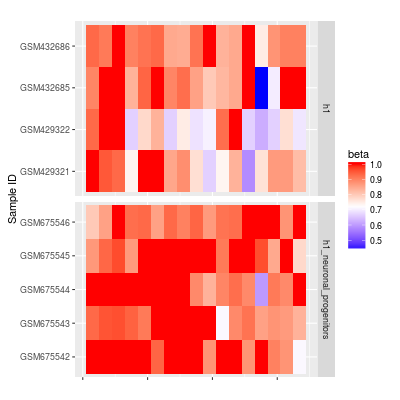 GSM432686
GSM432685
GSM429322
GSM429321
h1
GSM675546
GSM675545
GSM675544
GSM675543
GSM675542
h1_neuronal_progenitors
Sample ID
beta
1.0
0.9
0.8
0.7
0.6
0.5